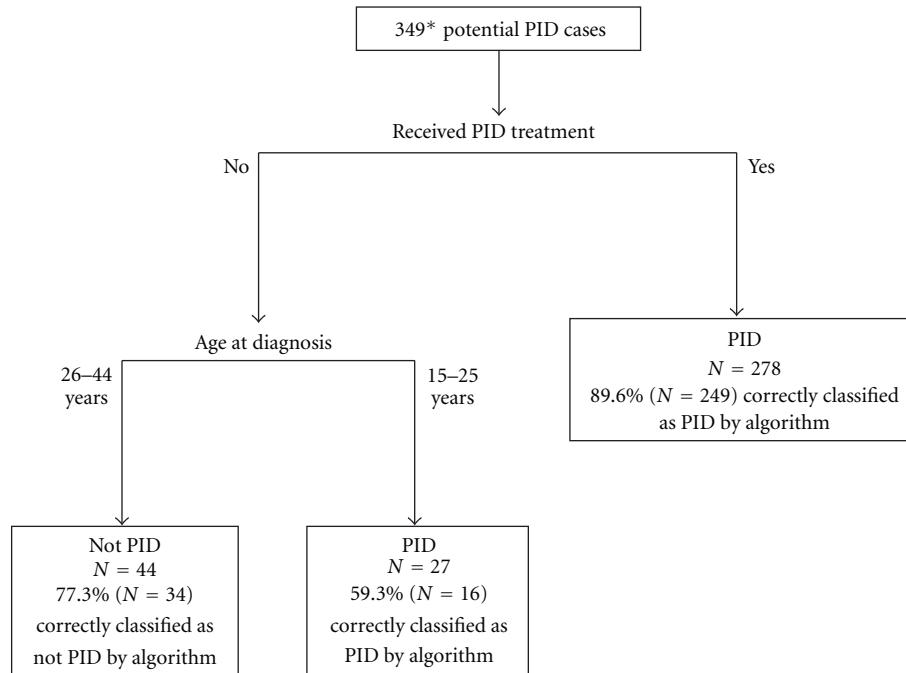 349* potential PID cases
Received PID treatment
No
Yes
Age at diagnosis
26–44
years
15–25
years
PID
N = 278
89.6% (N = 249) correctly classified
as PID by algorithm
Not PID
N = 44
77.3% (N = 34)
correctly classified as
not PID by algorithm
PID
N = 27
59.3% (N = 16)
correctly classified as
PID by algorithm